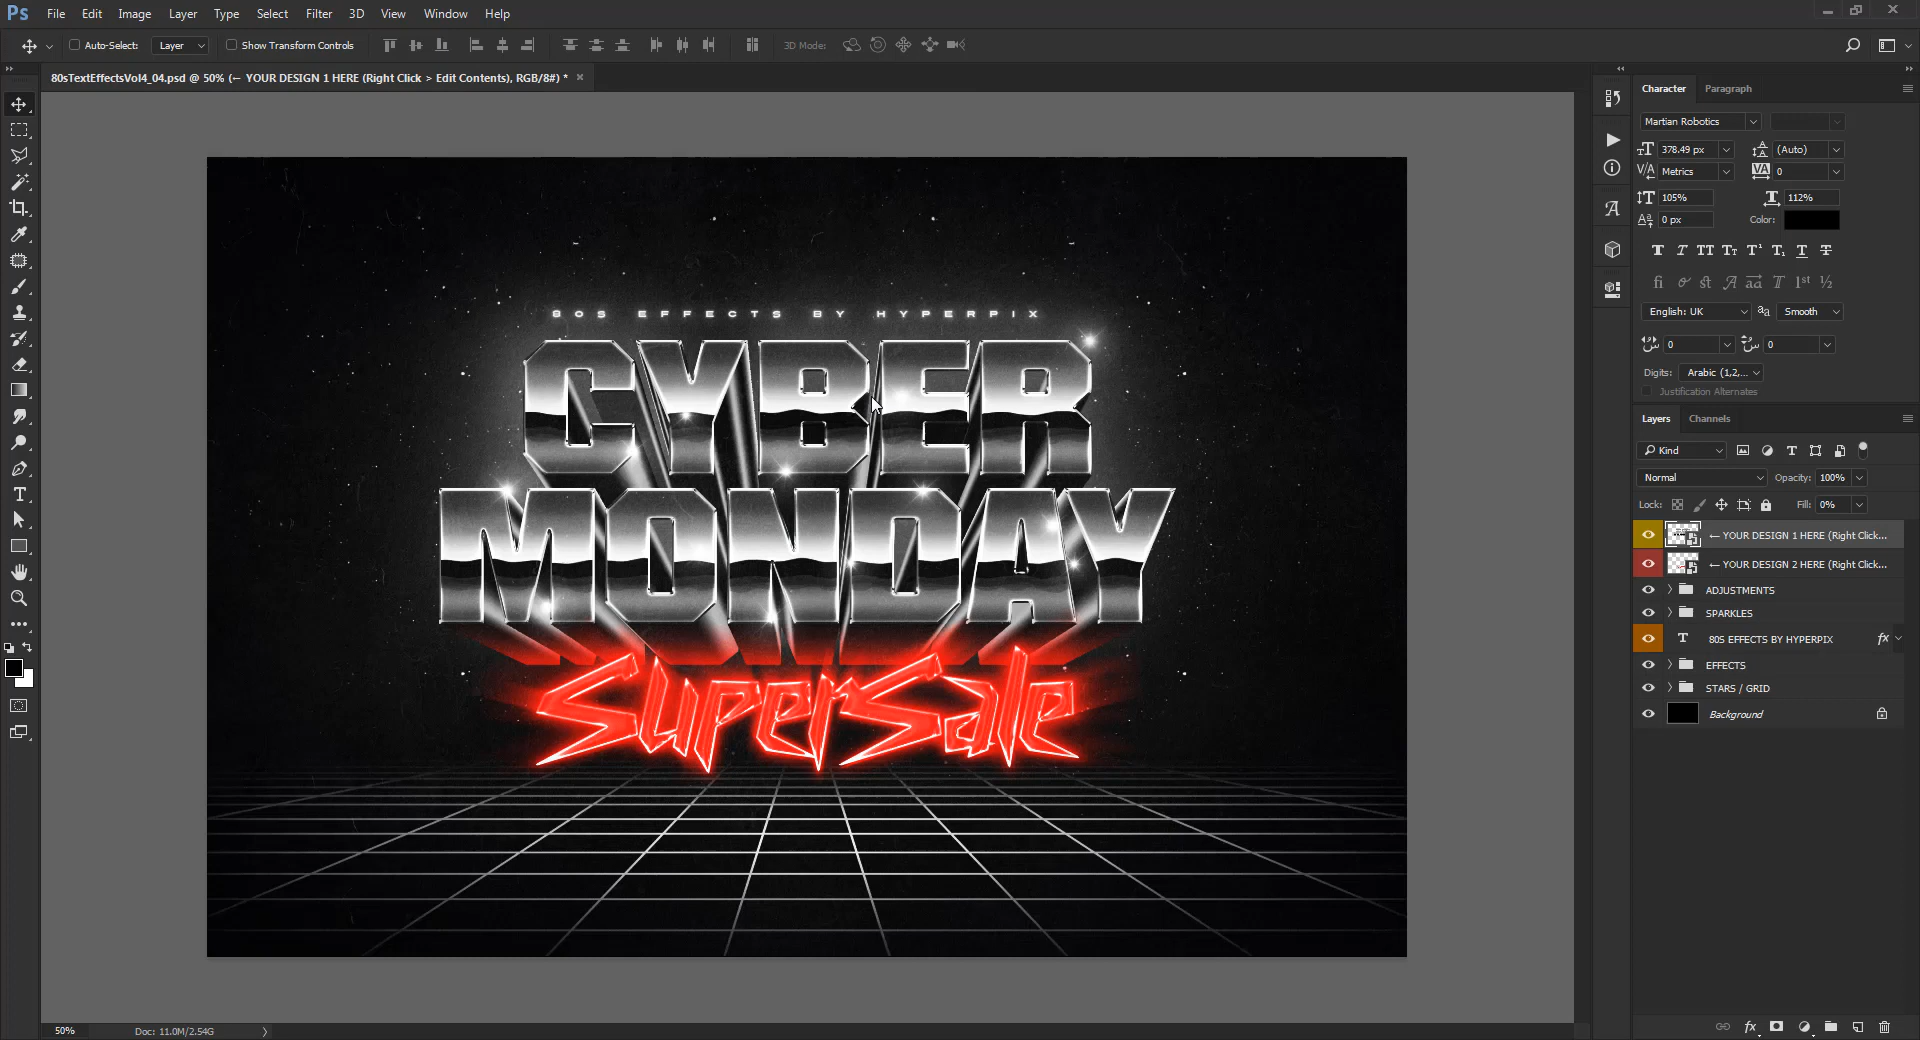 Ps File Edit Image Layer Type Select Filter 3D View Window Help
Auto-Select: Layer Show Transform Controls 3D Mode:
80sTextEffectsVol4_04.psd @ 50% (← YOUR DESIGN 1 HERE (Right Click > Edit Contents), RGB/8#) * ×
80S EFFECTS BY HYPERPIX
CYBER
MONDAY
SuperSale
50% Doc: 11.0M/2.54G
Character Paragraph
Martian Robotics
378.49 px (Auto)
Metrics 0
105% 112%
0 px Color:
English: UK Smooth
0 0
Digits: Arabic (1,2,...
Justification Alternates
Layers Channels
Kind
Normal Opacity: 100%
Lock: Fill: 0%
← YOUR DESIGN 1 HERE (Right Click...
← YOUR DESIGN 2 HERE (Right Click...
ADJUSTMENTS
SPARKLES
80S EFFECTS BY HYPERPIX fx
EFFECTS
STARS / GRID
Background
fx